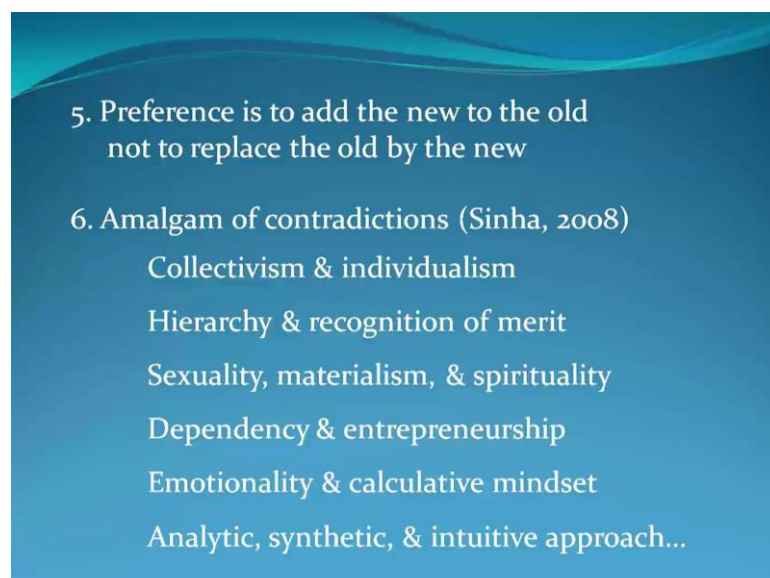 5. Preference is to add the new to the old
not to replace the old by the new
6. Amalgam of contradictions (Sinha, 2008)
Collectivism & individualism
Hierarchy & recognition of merit
Sexuality, materialism, & spirituality
Dependency & entrepreneurship
Emotionality & calculative mindset
Analytic, synthetic, & intuitive approach...